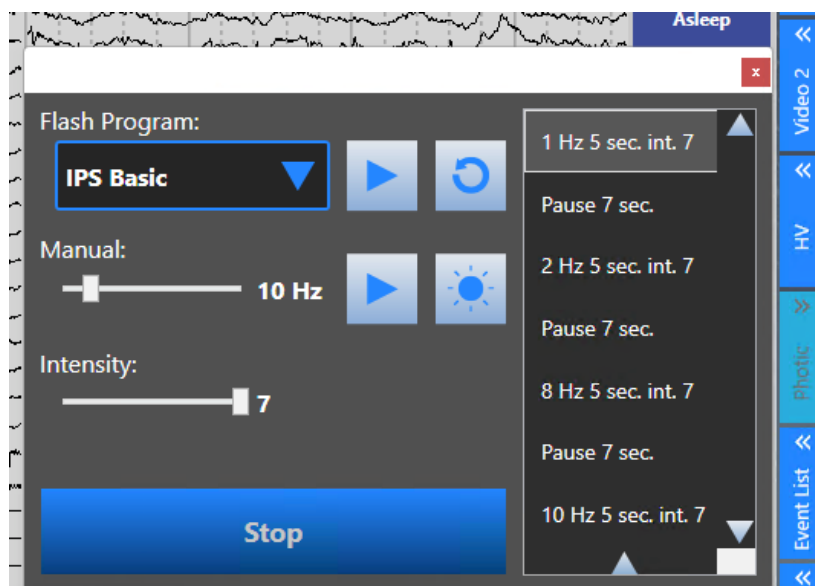 Asleep
x
Flash Program:
IPS Basic
Manual:
10 Hz
Intensity:
7
Stop
1 Hz 5 sec. int. 7
Pause 7 sec.
2 Hz 5 sec. int. 7
Pause 7 sec.
8 Hz 5 sec. int. 7
Pause 7 sec.
10 Hz 5 sec. int. 7
Video 2
HV
Photic
Event List